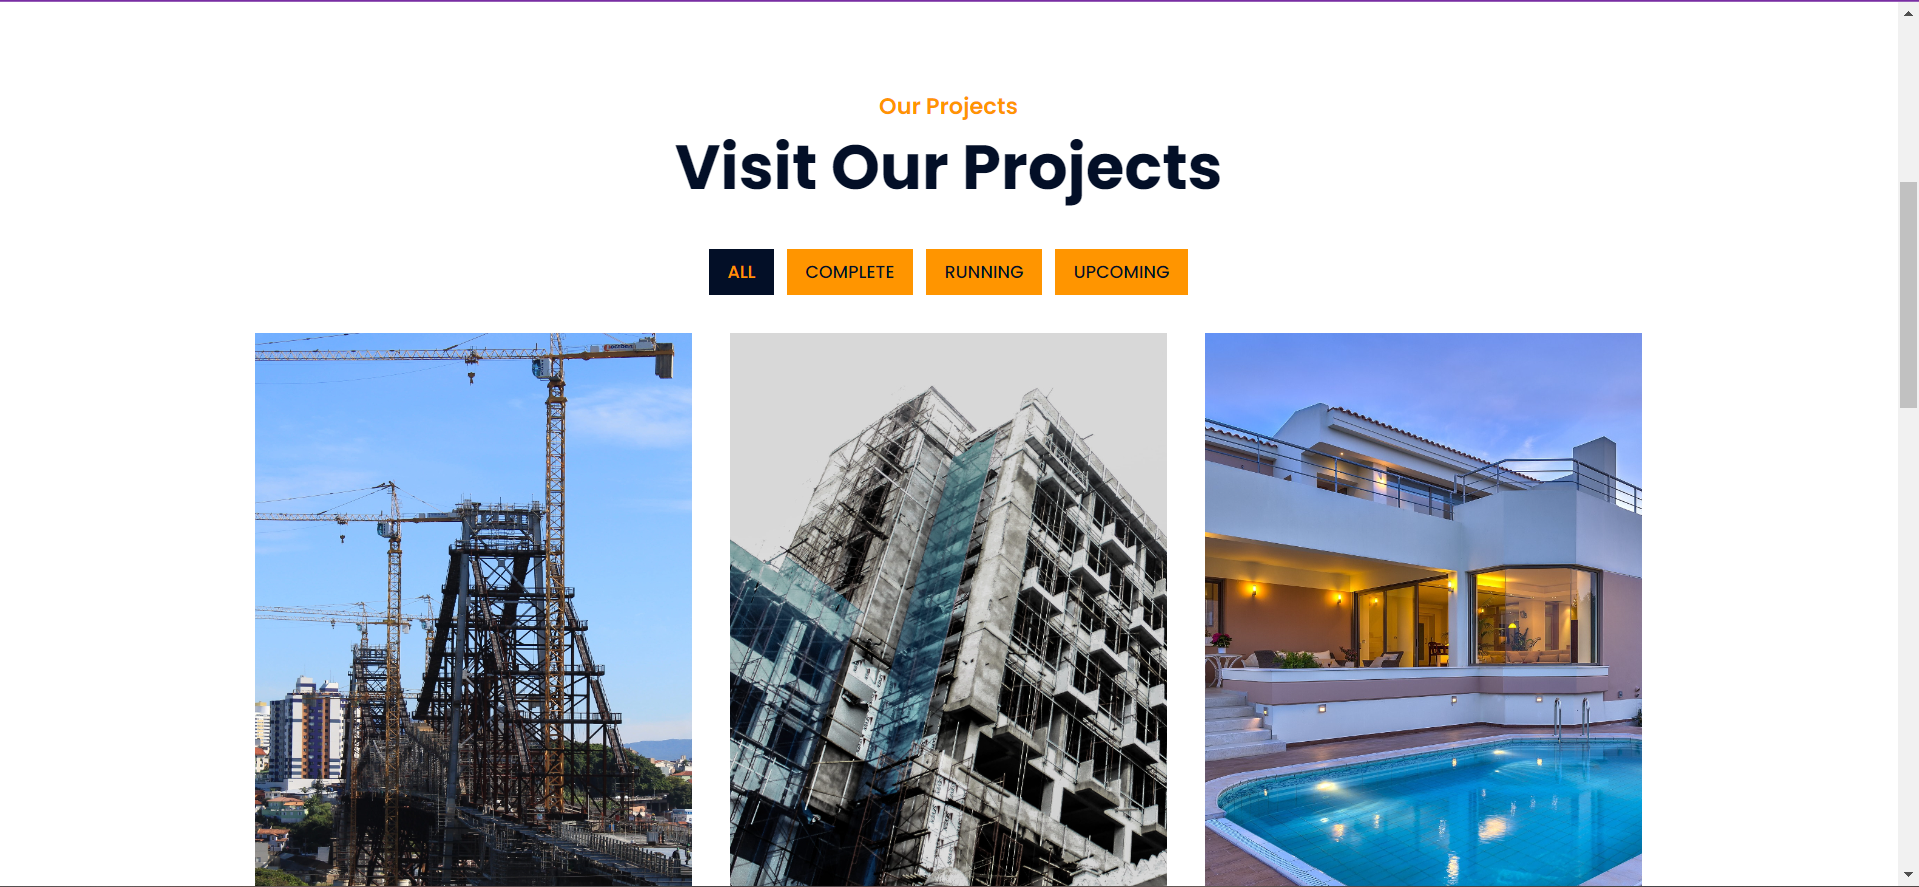 Our Projects
Visit Our Projects
ALL
COMPLETE
RUNNING
UPCOMING